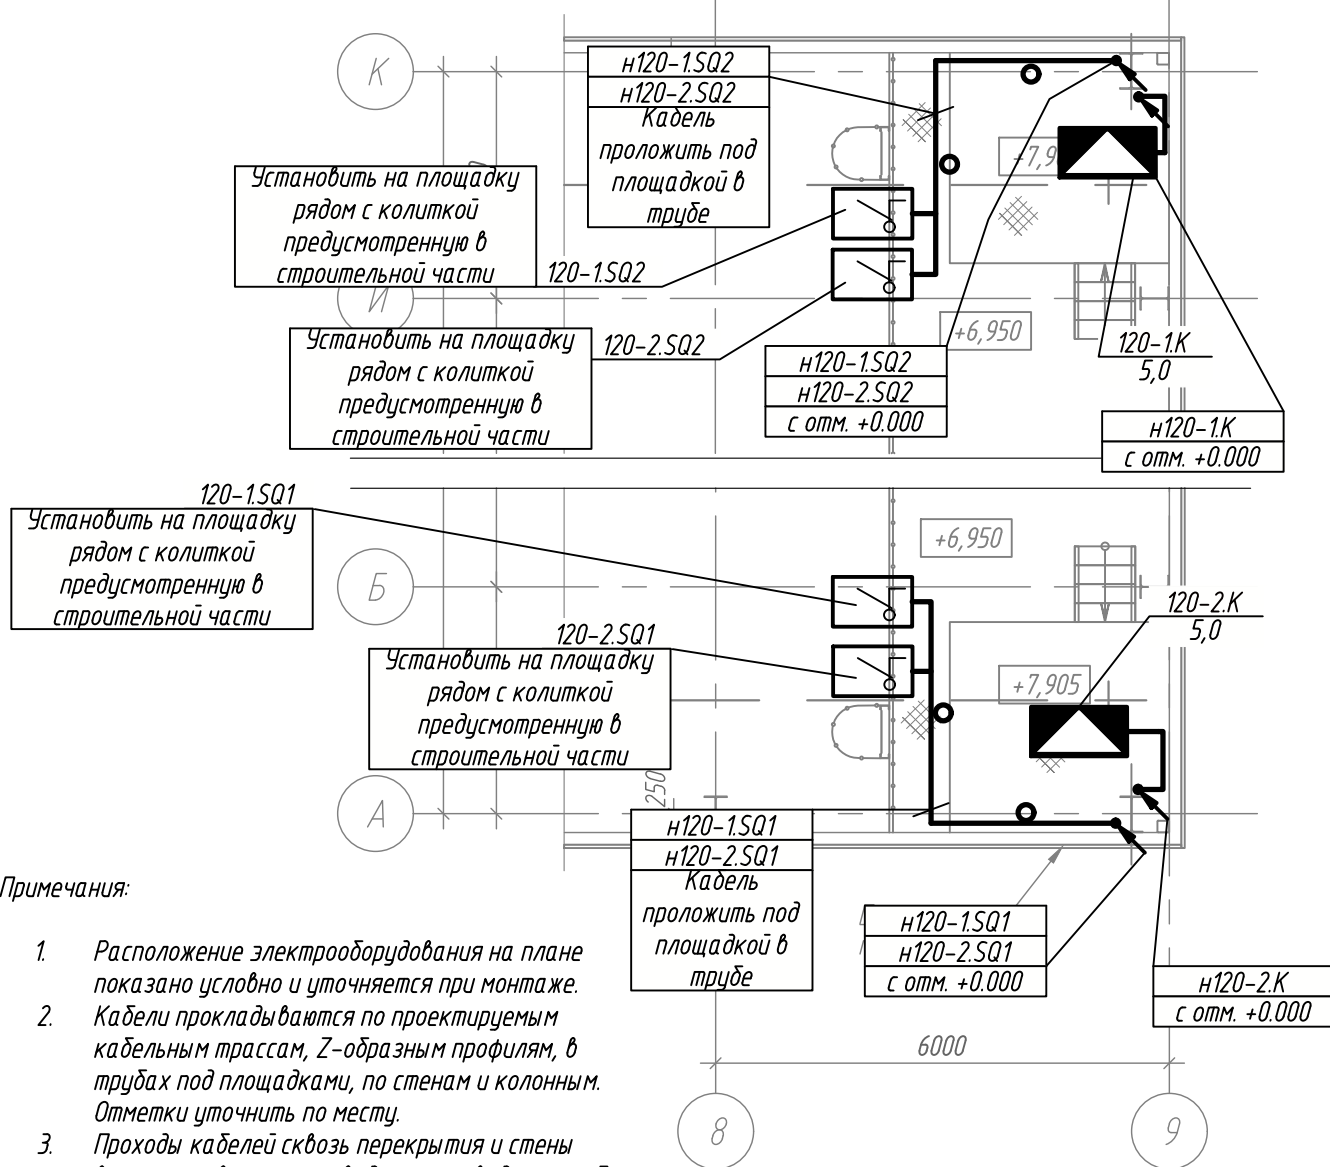 К
н120-1.SQ2
н120-2.SQ2
Кабель
проложить под
площадкой в
трубе
Установить на площадку
рядом с колиткой
предусмотренную в
строительной части
120-1.SQ2
И
Установить на площадку
рядом с колиткой
предусмотренную в
строительной части
120-2.SQ2
+6,950
н120-1.SQ2
н120-2.SQ2
с отм. +0.000
120-1.К
5,0
н120-1.К
с отм. +0.000
120-1.SQ1
Установить на площадку
рядом с колиткой
предусмотренную в
строительной части
+6,950
Б
120-2.SQ1
Установить на площадку
рядом с колиткой
предусмотренную в
строительной части
120-2.К
5,0
+7,905
250
А
н120-1.SQ1
н120-2.SQ1
Кабель
проложить под
площадкой в
трубе
н120-1.SQ1
н120-2.SQ1
с отм. +0.000
н120-2.К
с отм. +0.000
6000
8
9
Примечания:
1. Расположение электрооборудования на плане
показано условно и уточняется при монтаже.
2. Кабели прокладываются по проектируемым
кабельным трассам, Z-образным профилям, в
трубах под площадками, по стенам и колонным.
Отметки уточнить по месту.
3. Проходы кабелей сквозь перекрытия и стены